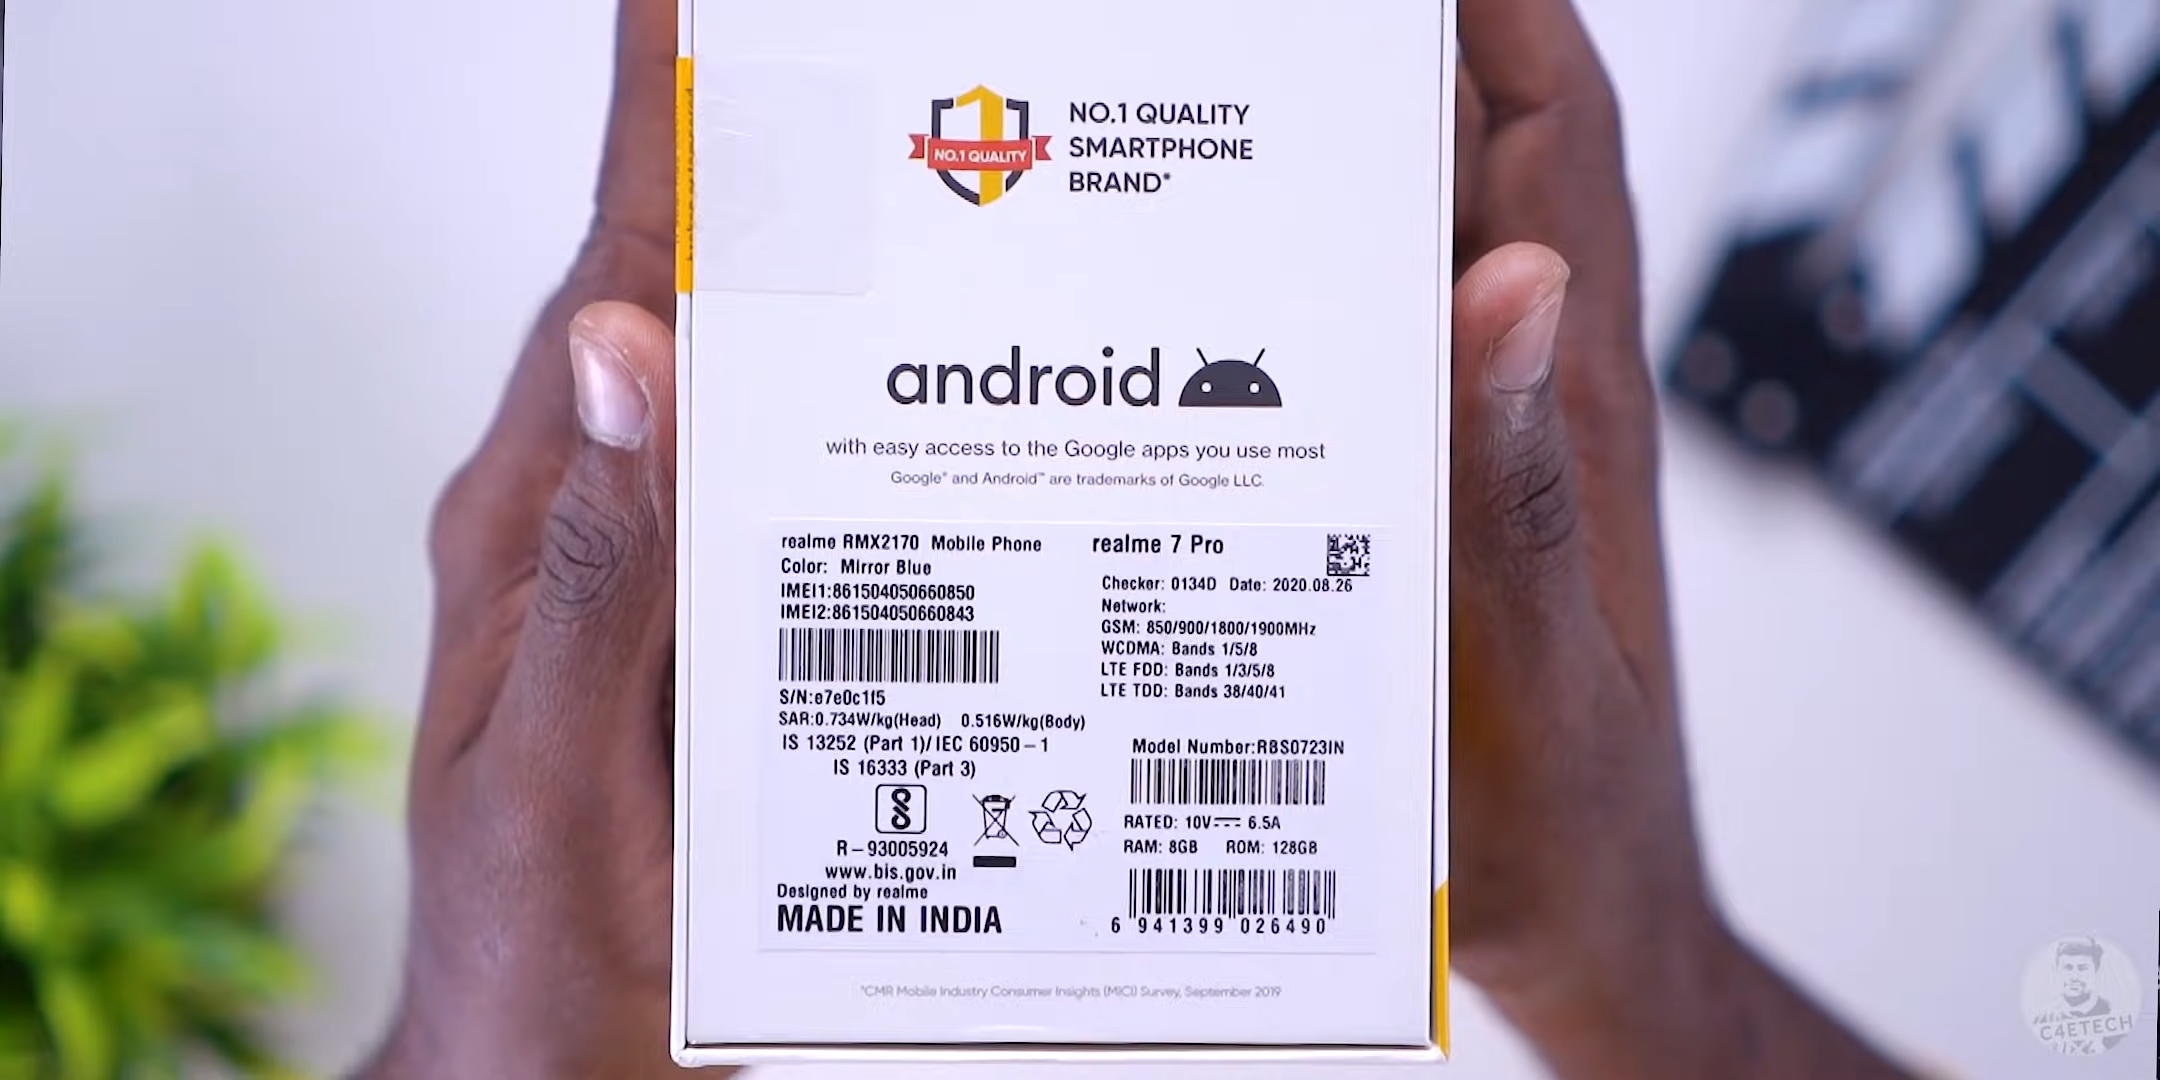 NO.1 QUALITY
NO.1 QUALITY
SMARTPHONE
BRAND*
android
with easy access to the Google apps you use most
Google® and Android™ are trademarks of Google LLC.
realme RMX2170 Mobile Phone
Color: Mirror Blue
IMEI1:861504050660850
IMEI2:861504050660843
S/N:e7e0c1f5
SAR:0.734W/kg(Head) 0.516W/kg(Body)
IS 13252 (Part 1)/IEC 60950-1
IS 16333 (Part 3)
R-93005924
www.bis.gov.in
Designed by realme
MADE IN INDIA
realme 7 Pro
Checker: 0134D Date: 2020.08.26
Network:
GSM: 850/900/1800/1900MHz
WCDMA: Bands 1/5/8
LTE FDD: Bands 1/3/5/8
LTE TDD: Bands 38/40/41
Model Number:RBS0723IN
RATED: 10V⎓ 6.5A
RAM: 8GB ROM: 128GB
6 941399 026490
*CMR Mobile Industry Consumer Insights (MICI) Survey, September 2019
C4ETECH